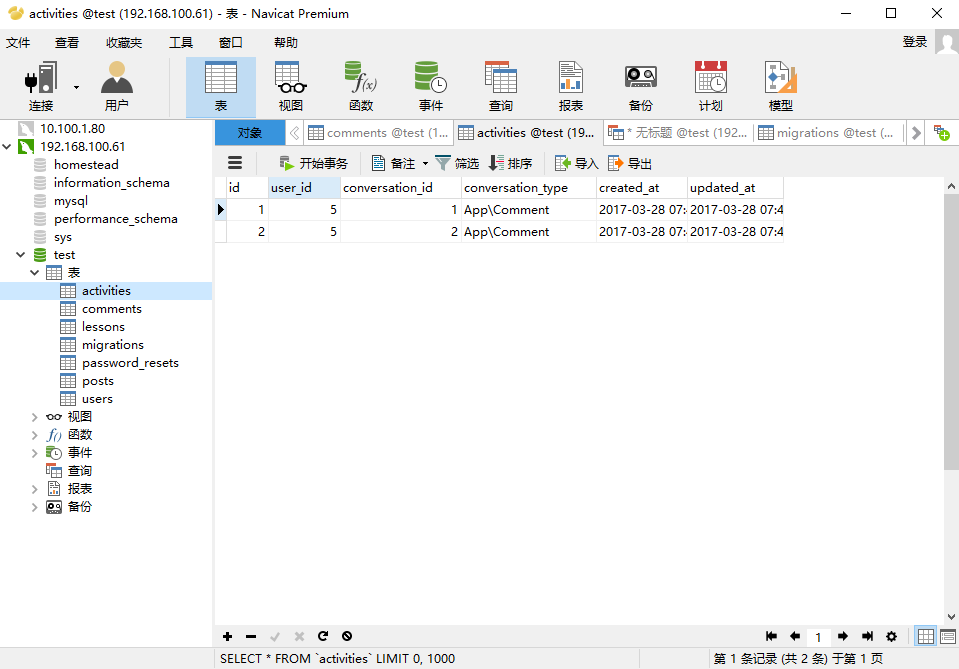 activities @test (192.168.100.61) - 表 - Navicat Premium
文件 查看 收藏夹 工具 窗口 帮助 登录
连接 用户 表 视图 函数 事件 查询 报表 备份 计划 模型
10.100.1.80
192.168.100.61
homestead
information_schema
mysql
performance_schema
sys
test
表
activities
comments
lessons
migrations
password_resets
posts
users
视图
函数
事件
查询
报表
备份
对象 comments @test (1... activities @test (19... * 无标题 @test (192... migrations @test (...
开始事务 备注 筛选 排序 导入 导出
id user_id conversation_id conversation_type created_at updated_at
1 5 1 App\Comment 2017-03-28 07:4 2017-03-28 07:4
2 5 2 App\Comment 2017-03-28 07:4 2017-03-28 07:4
1
SELECT * FROM `activities` LIMIT 0, 1000 第 1 条记录 (共 2 条) 于第 1 页